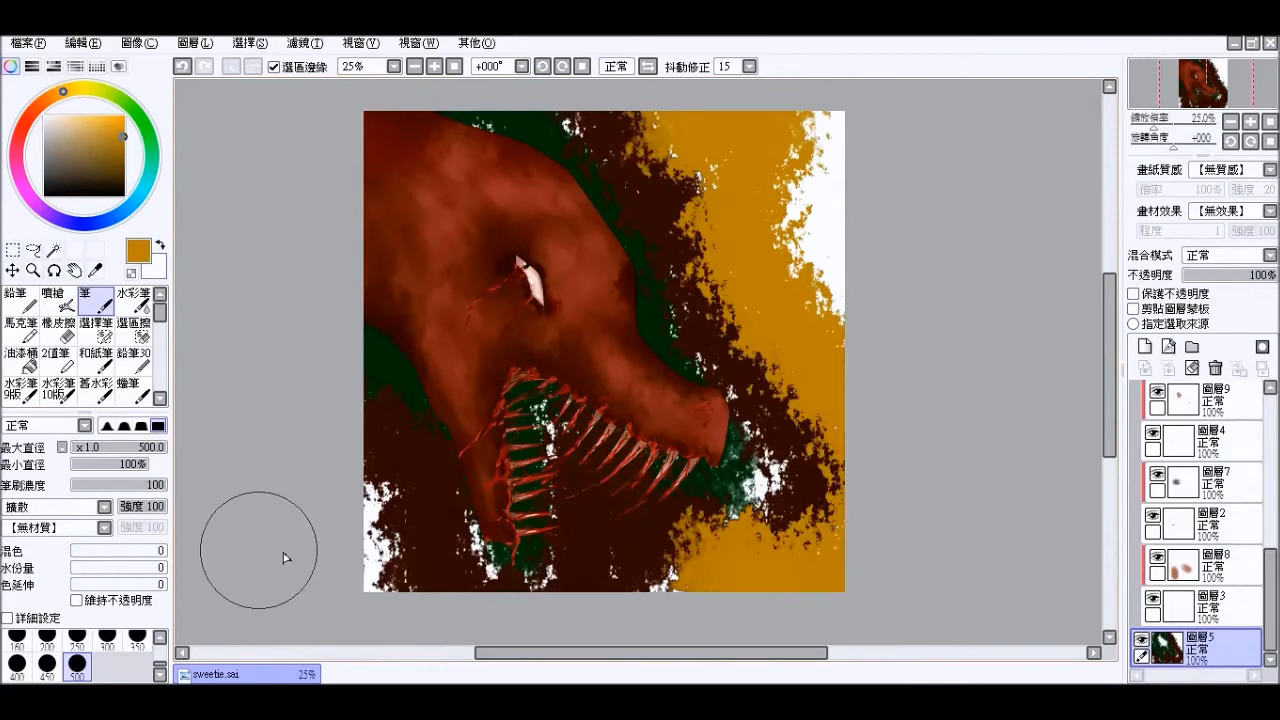 檔案(F) 編輯(E) 圖像(C) 圖層(L) 選擇(S) 濾鏡(T) 視窗(V) 視窗(W) 其他(O)
選區邊緣 25% +000° 正常 抖動修正 15
縮放倍率 25.0%
旋轉角度 +000
畫紙質感 【無質感】
倍率 100% 強度 20
畫材效果 【無效果】
程度 1 強度 100
混合模式 正常
不透明度 100%
保護不透明度
剪貼圖層蒙板
指定選取來源
圖層9
正常
100%
圖層4
正常
100%
圖層7
正常
100%
圖層2
正常
100%
圖層8
正常
100%
圖層3
正常
100%
圖層5
正常
100%
鉛筆 噴槍 筆 水彩筆
馬克筆 橡皮擦 選擇筆 選區擦
油漆桶 2值筆 和紙筆 鉛筆30
水彩筆9版 水彩筆10版 舊水彩 蠟筆
正常
最大直徑 x1.0 500.0
最小直徑 100%
筆刷濃度 100
擴散 強度 100
【無材質】 強度 100
混色 0
水份量 0
色延伸 0
維持不透明度
詳細設定
160 200 250 300 350
400 450 500
sweetie.sai 25%